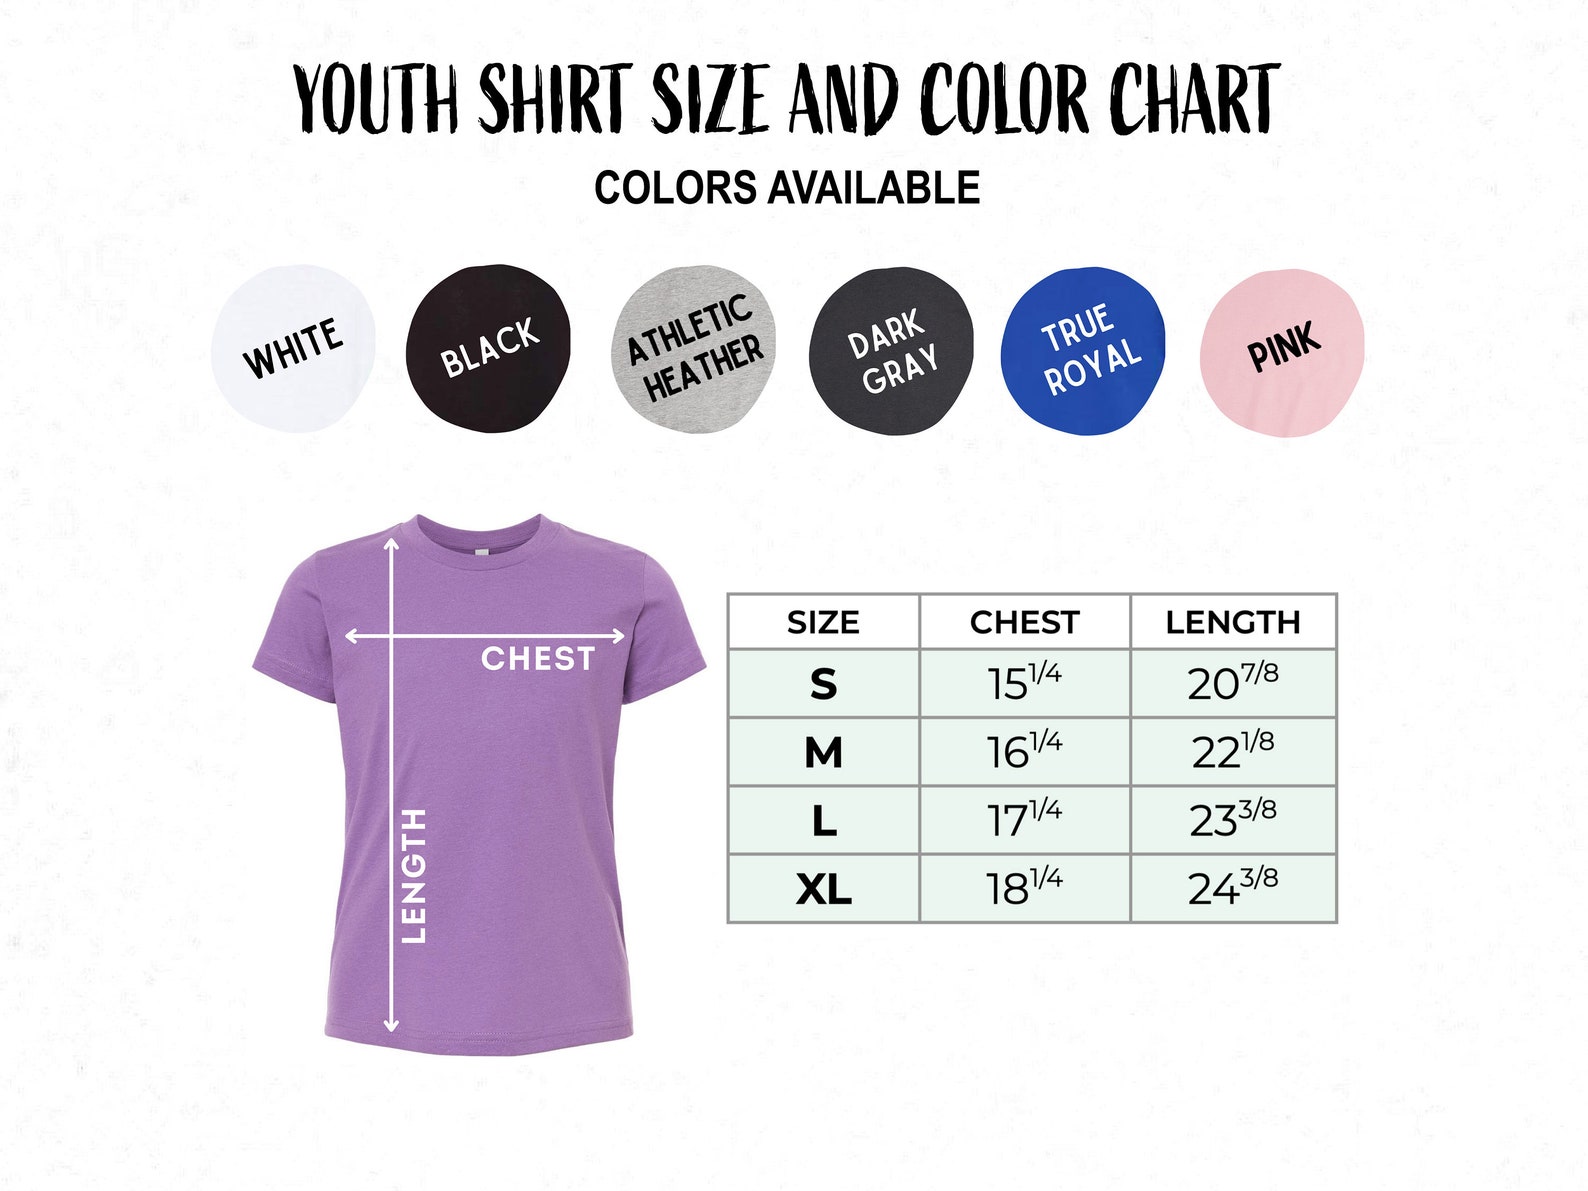 YOUTH SHIRT SIZE AND COLOR CHART
COLORS AVAILABLE
WHITE
BLACK
ATHLETIC
HEATHER
DARK
GRAY
TRUE
ROYAL
PINK
CHEST
LENGTH
SIZE CHEST LENGTH
S 15 1/4 20 7/8
M 16 1/4 22 1/8
L 17 1/4 23 3/8
XL 18 1/4 24 3/8